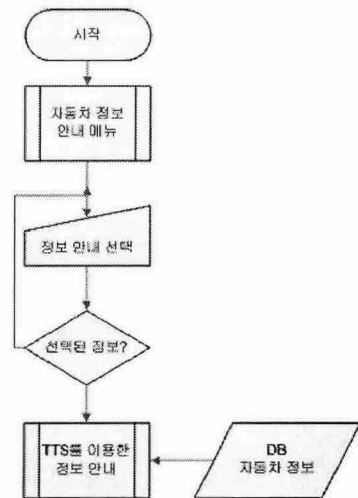 시작
자동차 정보
안내 메뉴
정보 안내 선택
선택된 정보?
TTS를 이용한
정보 안내
DB
자동차 정보